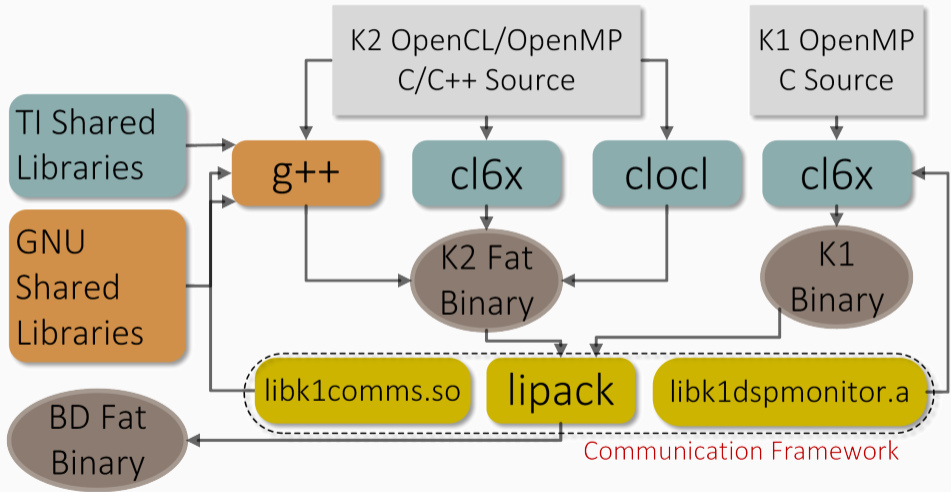 K2 OpenCL/OpenMP
C/C++ Source
K1 OpenMP
C Source
TI Shared
Libraries
g++
cl6x
clocl
cl6x
GNU
Shared
Libraries
K2 Fat
Binary
K1
Binary
libk1comms.so
lipack
libk1dspmonitor.a
BD Fat
Binary
Communication Framework